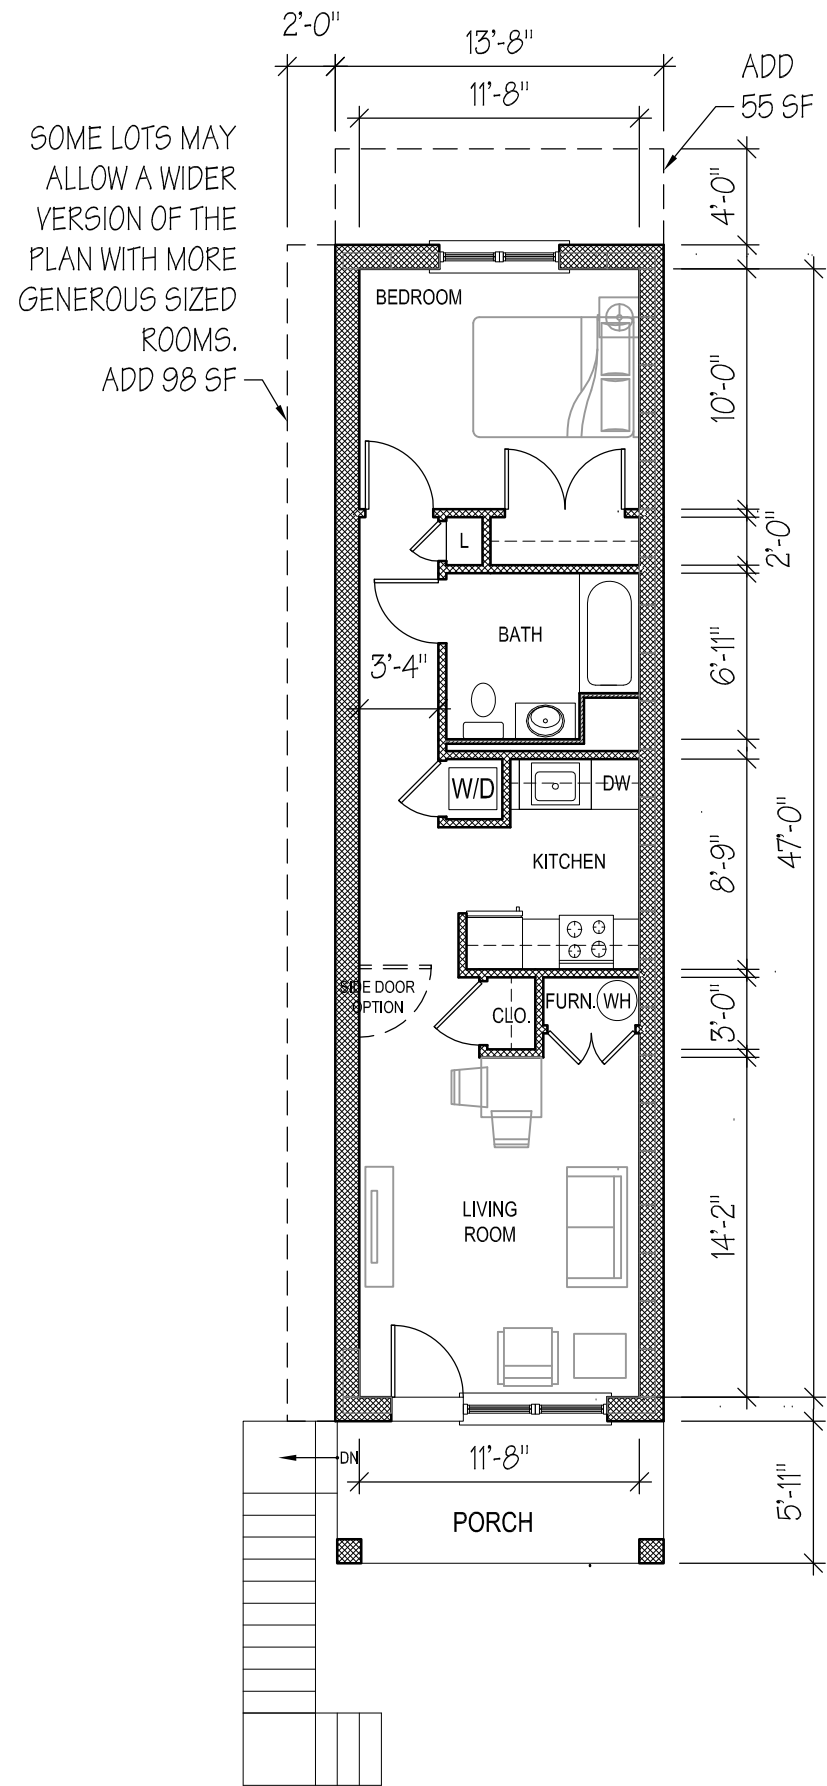 2'-0"
13'-8"
11'-8"
ADD
55 SF
SOME LOTS MAY
ALLOW A WIDER
VERSION OF THE
PLAN WITH MORE
GENEROUS SIZED
ROOMS.
ADD 98 SF
4'-0"
BEDROOM
10'-0"
L
2'-0"
BATH
6'-11"
3'-4"
W/D
DW
KITCHEN
8'-9"
47'-0"
SIDE DOOR
OPTION
CLO.
FURN.
WH
3'-0"
LIVING
ROOM
14'-2"
DN
11'-8"
PORCH
5'-11"